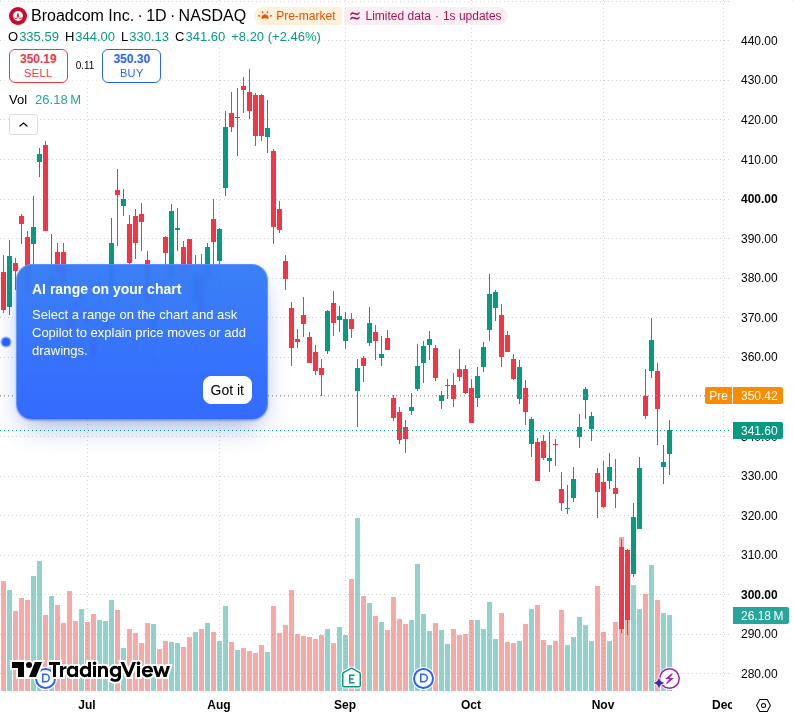 Broadcom Inc. · 1D · NASDAQ Pre-market Limited data · 1s updates
O335.59 H344.00 L330.13 C341.60 +8.20 (+2.46%)
350.19 SELL
0.11
350.30 BUY
Vol 26.18 M
440.00
430.00
420.00
410.00
400.00
390.00
380.00
370.00
360.00
Pre 350.42
341.60
330.00
320.00
310.00
300.00
26.18 M
290.00
280.00
AI range on your chart
Select a range on the chart and ask
Copilot to explain price moves or add
drawings.
Got it
TradingView
D
E
D
Jul Aug Sep Oct Nov Dec